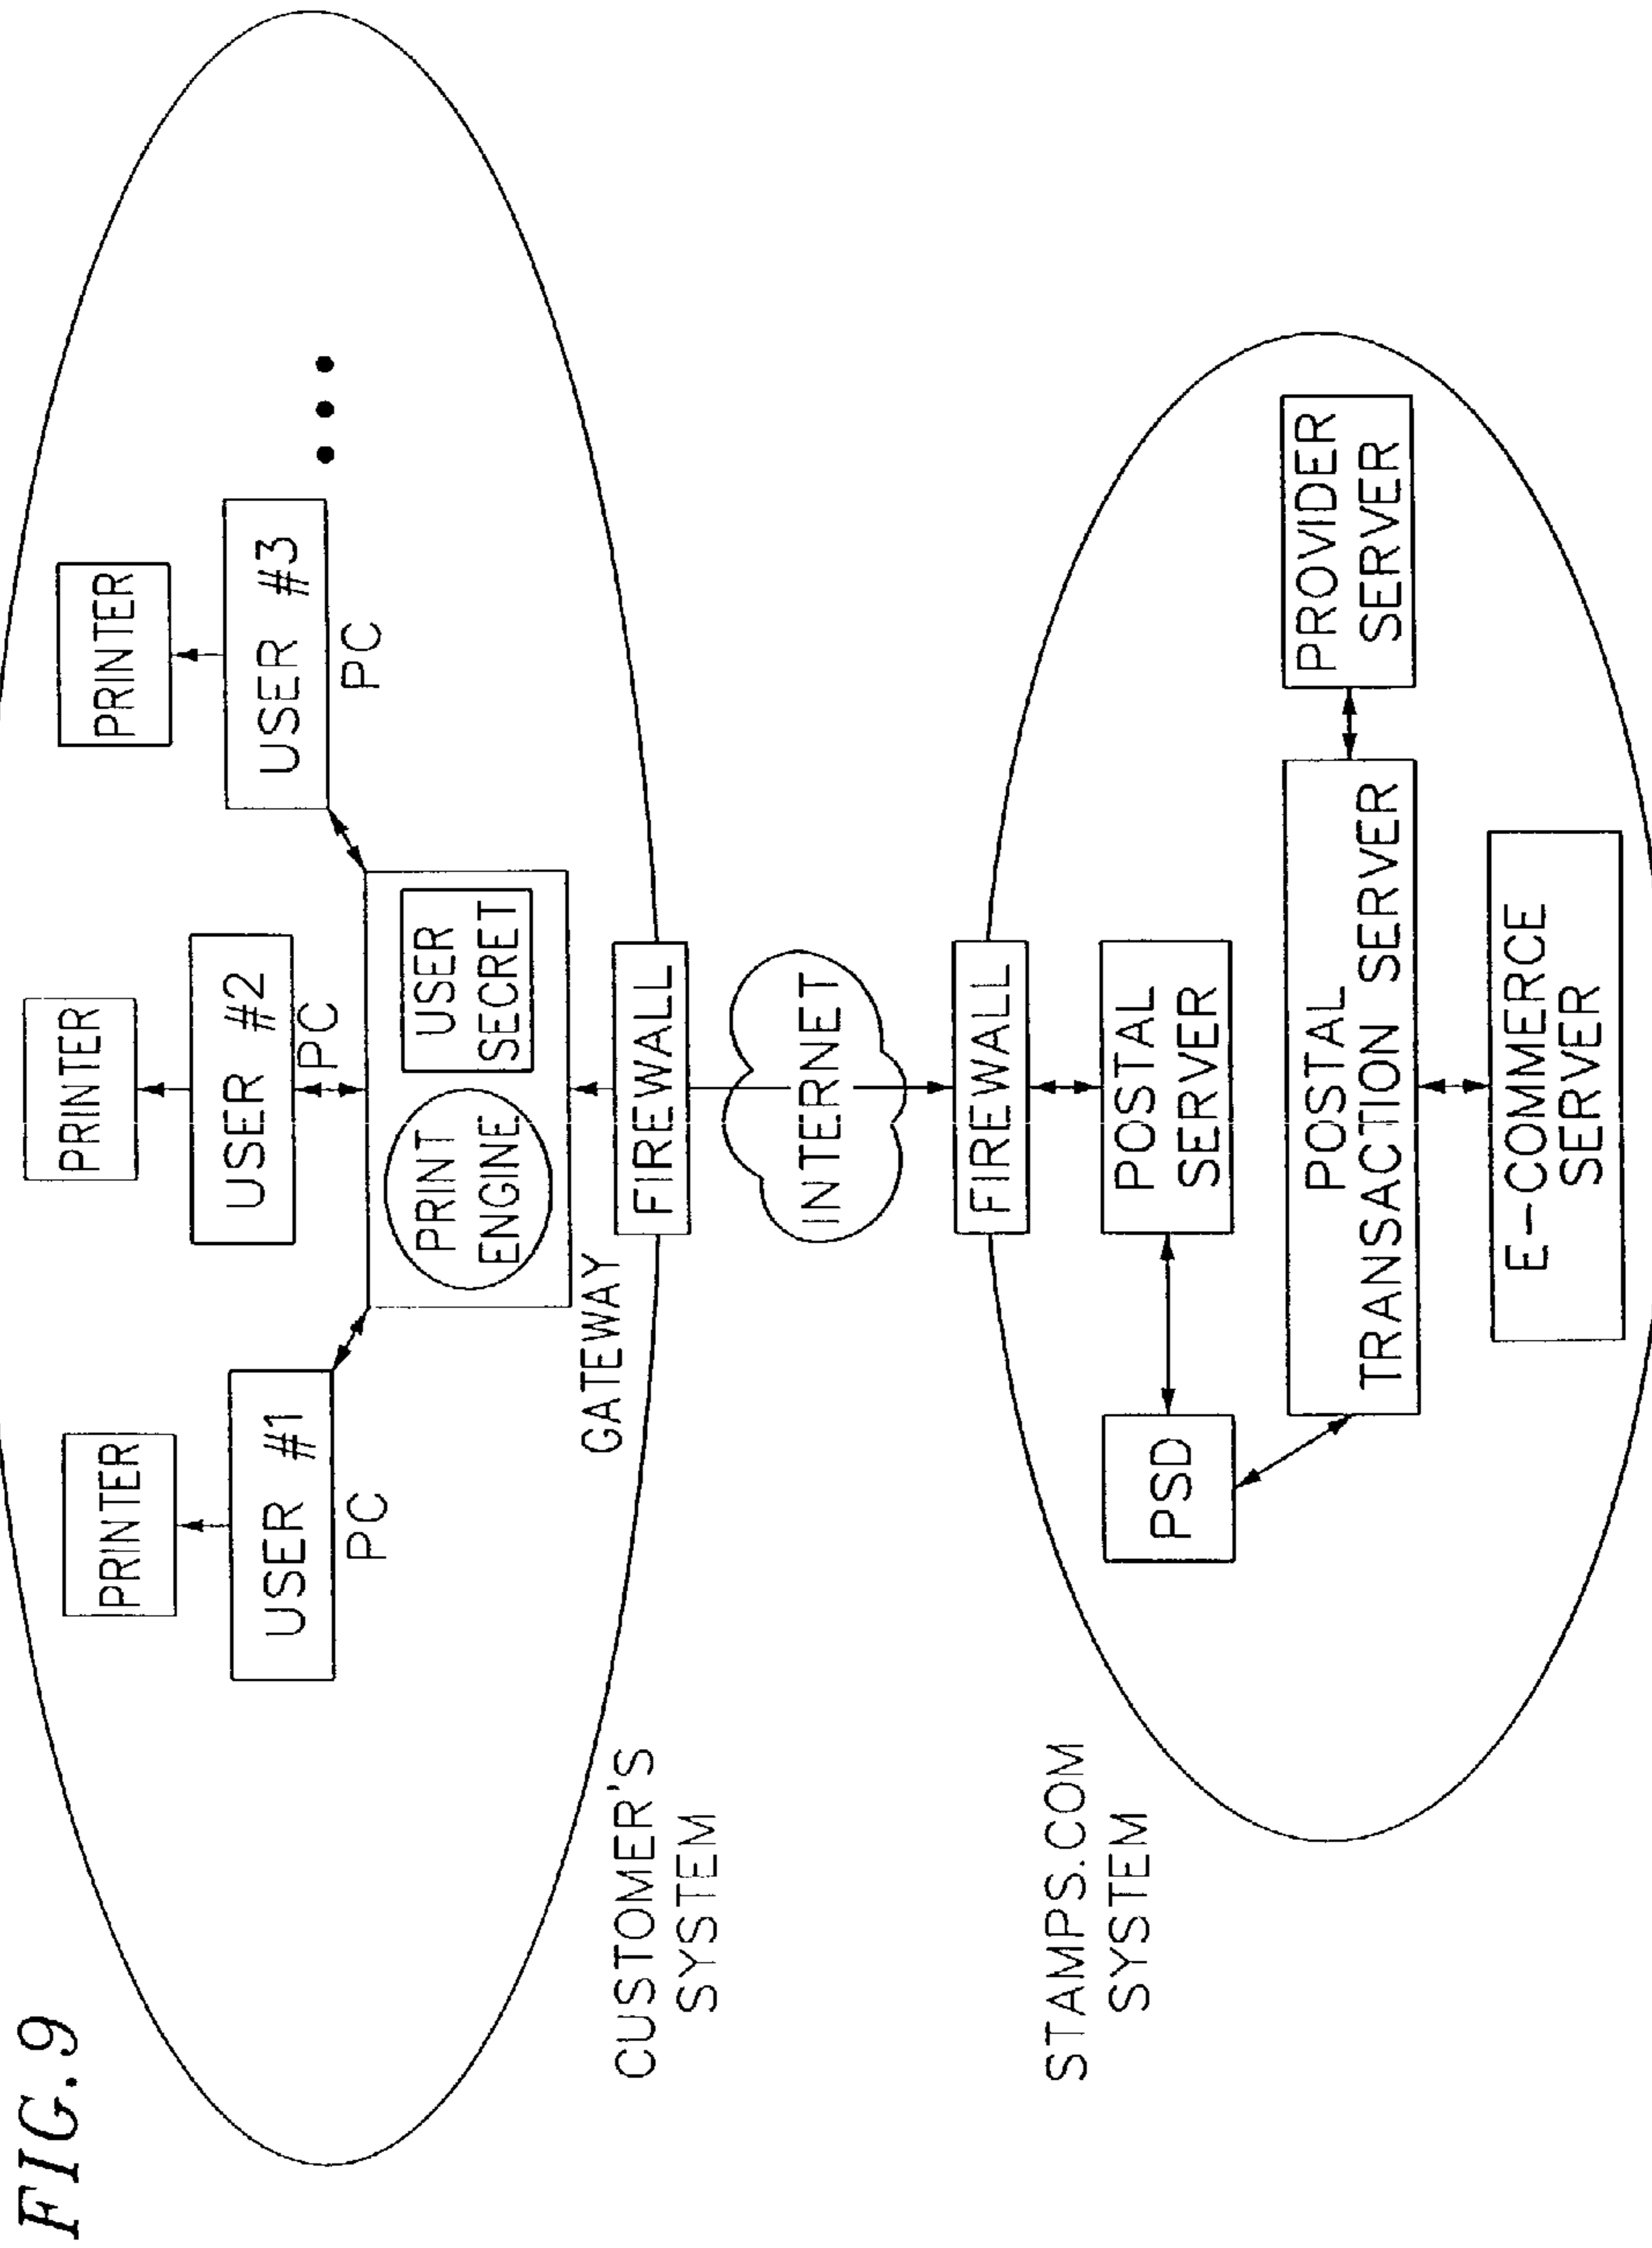 FIG.9
PRINTER
PRINTER
PRINTER
USER #1
PC
USER #2
PC
USER #3
PC
PRINT
ENGINE
USER
SECRET
GATEWAY
FIREWALL
CUSTOMER'S
SYSTEM
INTERNET
STAMPS.COM
SYSTEM
FIREWALL
PSD
POSTAL
SERVER
POSTAL
TRANSACTION SERVER
PROVIDER
SERVER
E-COMMERCE
SERVER